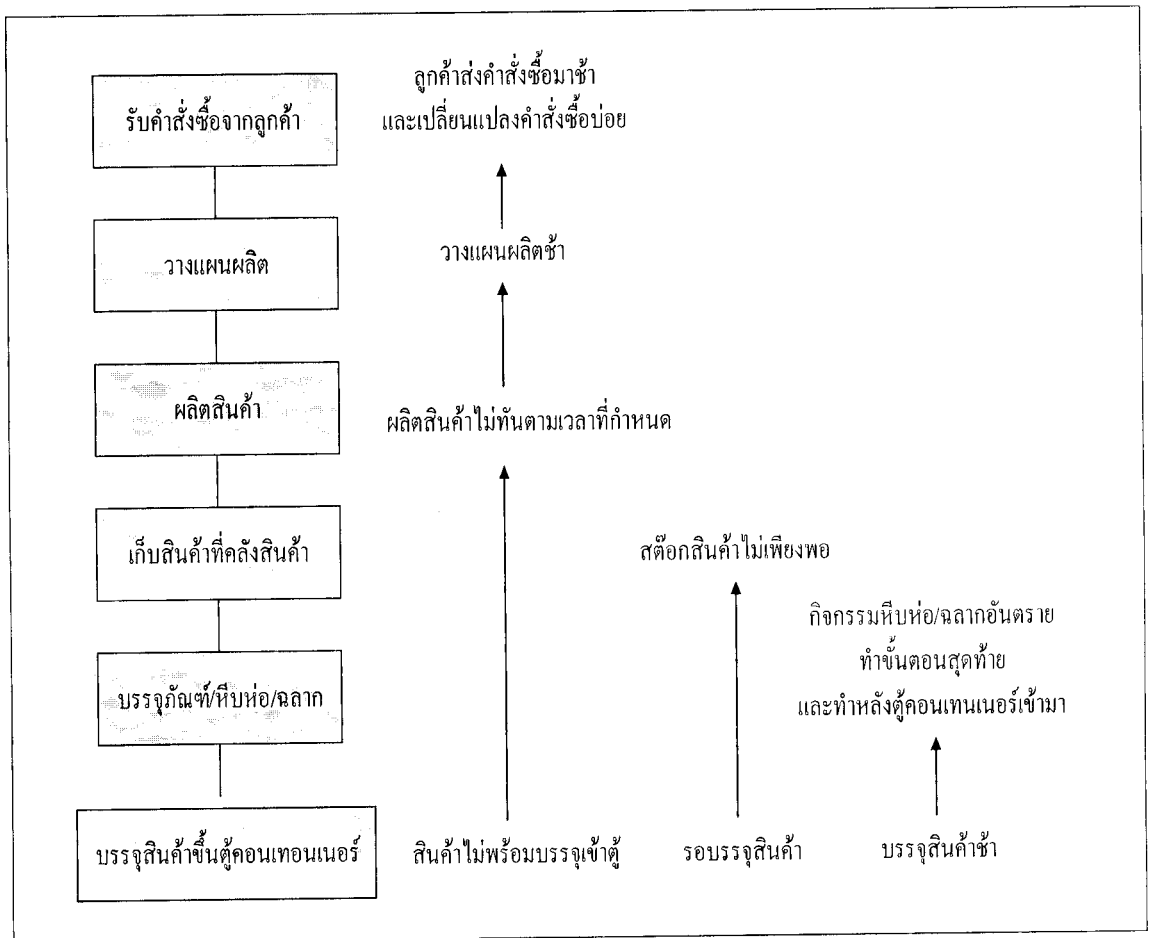 ลูกค้าส่งคำสั่งซื้อมาช้า
รับคำสั่งซื้อจากลูกค้า
และเปลี่ยนแปลงคำสั่งซื้อบ่อย
วางแผนผลิต
วางแผนผลิตช้า
ผลิตสินค้า
ผลิตสินค้าไม่ทันตามเวลาที่กำหนด
เก็บสินค้าที่คลังสินค้า
สต๊อกสินค้าไม่เพียงพอ
กิจกรรมหีบห่อ/ฉลากอันตราย
ทำขั้นตอนสุดท้าย
และทำหลังตู้คอนเทนเนอร์เข้ามา
บรรจุภัณฑ์/หีบห่อ/ฉลาก
บรรจุสินค้าขึ้นตู้คอนเทอนเนอร์
สินค้าไม่พร้อมบรรจุเข้าตู้
รอบรรจุสินค้า
บรรจุสินค้าช้า